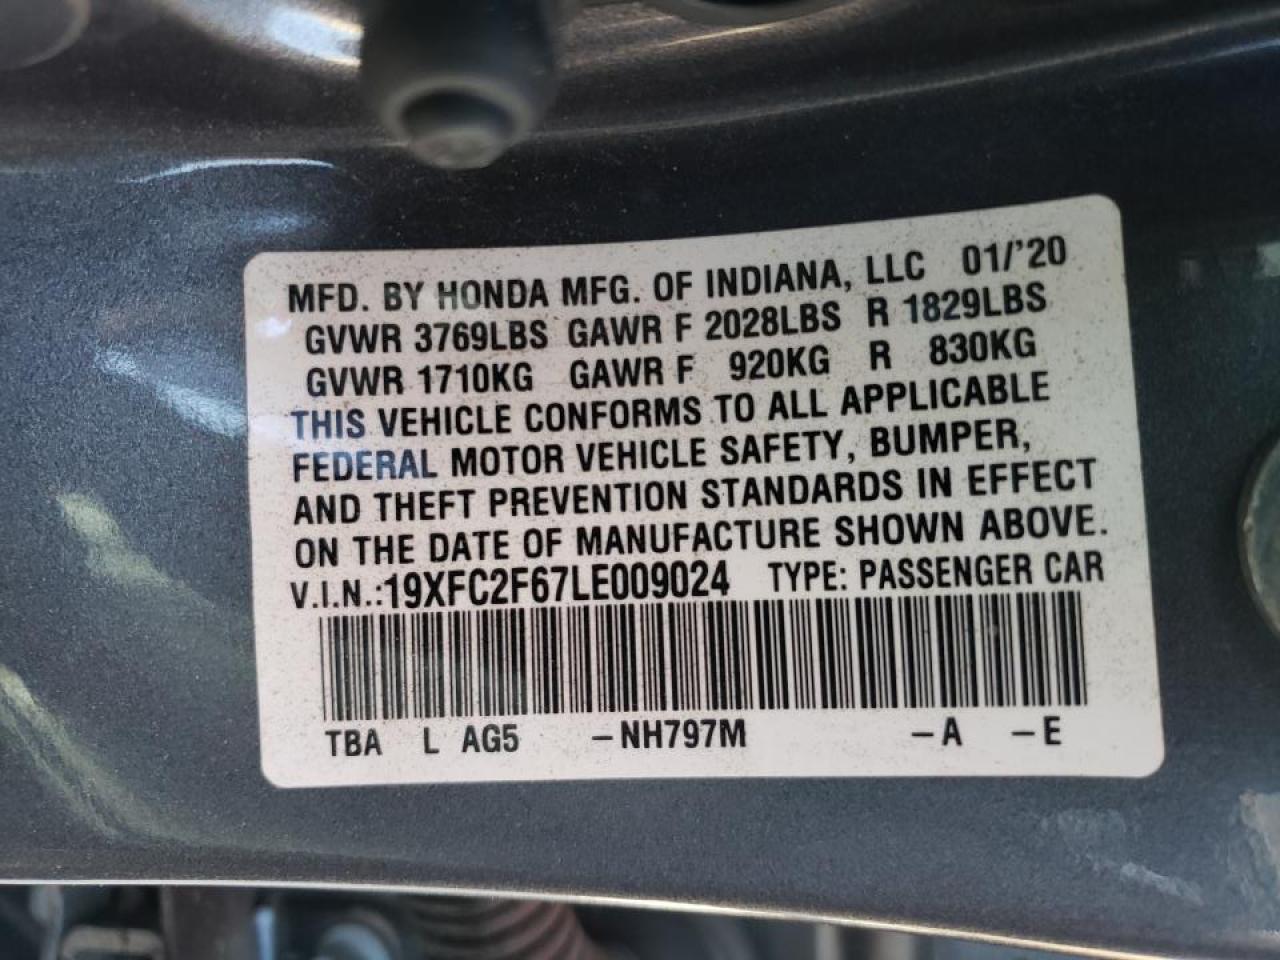 MFD. BY HONDA MFG. OF INDIANA, LLC 01/'20
GVWR 3769LBS GAWR F 2028LBS R 1829LBS
GVWR 1710KG GAWR F 920KG R 830KG
THIS VEHICLE CONFORMS TO ALL APPLICABLE
FEDERAL MOTOR VEHICLE SAFETY, BUMPER,
AND THEFT PREVENTION STANDARDS IN EFFECT
ON THE DATE OF MANUFACTURE SHOWN ABOVE.
V.I.N.:19XFC2F67LE009024 TYPE: PASSENGER CAR
TBA L AG5 –NH797M –A –E